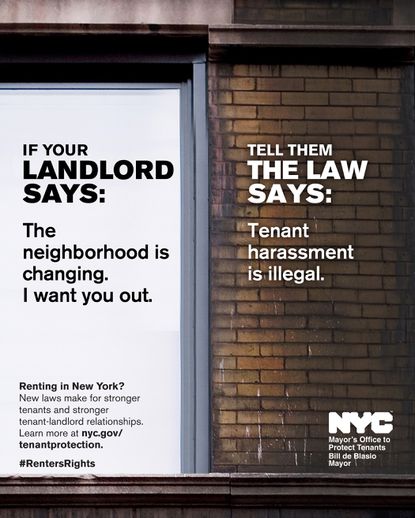 IF YOUR
LANDLORD
SAYS:
The
neighborhood is
changing.
I want you out.
Renting in New York?
New laws make for stronger
tenants and stronger
tenant-landlord relationships.
Learn more at nyc.gov/
tenantprotection.
#RentersRights
TELL THEM
THE LAW
SAYS:
Tenant
harassment
is illegal.
NYC
Mayor's Office to
Protect Tenants
Bill de Blasio
Mayor